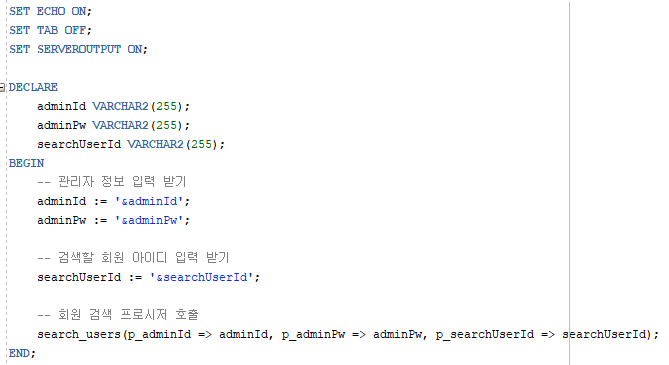 SET ECHO ON;
SET TAB OFF;
SET SERVEROUTPUT ON;
DECLARE
adminId VARCHAR2(255);
adminPw VARCHAR2(255);
searchUserId VARCHAR2(255);
BEGIN
-- 관리자 정보 입력 받기
adminId := '&adminId';
adminPw := '&adminPw';
-- 검색할 회원 아이디 입력 받기
searchUserId := '&searchUserId';
-- 회원 검색 프로시저 호출
search_users(p_adminId => adminId, p_adminPw => adminPw, p_searchUserId => searchUserId);
END;